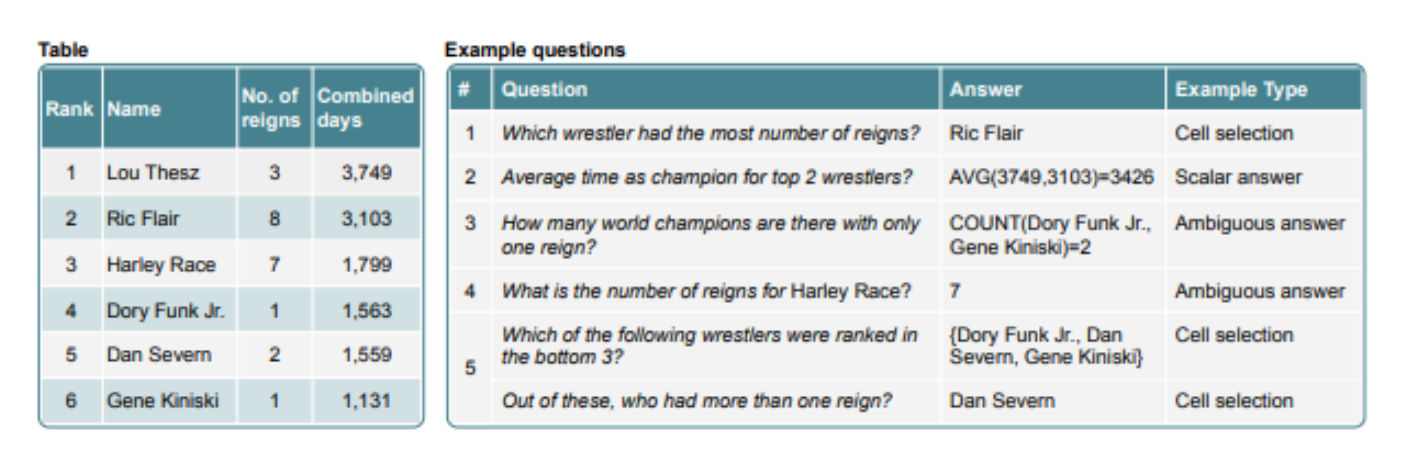 Table
Rank Name No. of reigns Combined days
1 Lou Thesz 3 3,749
2 Ric Flair 8 3,103
3 Harley Race 7 1,799
4 Dory Funk Jr. 1 1,563
5 Dan Severn 2 1,559
6 Gene Kiniski 1 1,131
Example questions
# Question Answer Example Type
1 Which wrestler had the most number of reigns? Ric Flair Cell selection
2 Average time as champion for top 2 wrestlers? AVG(3749,3103)=3426 Scalar answer
3 How many world champions are there with only one reign? COUNT(Dory Funk Jr., Gene Kiniski)=2 Ambiguous answer
4 What is the number of reigns for Harley Race? 7 Ambiguous answer
5 Which of the following wrestlers were ranked in the bottom 3? {Dory Funk Jr., Dan Severn, Gene Kiniski} Cell selection
Out of these, who had more than one reign? Dan Severn Cell selection